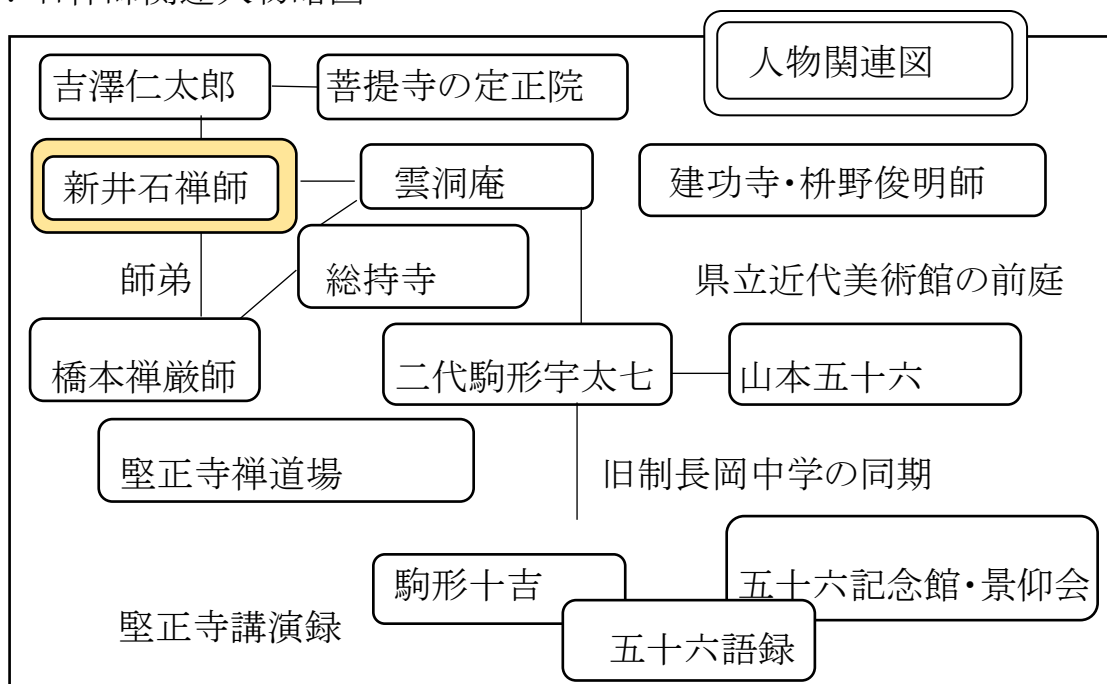 人物関連図
吉澤仁太郎
菩提寺の定正院
新井石禅師
雲洞庵
建功寺・枡野俊明師
師弟
総持寺
県立近代美術館の前庭
橋本禅厳師
二代駒形宇太七
山本五十六
堅正寺禅道場
旧制長岡中学の同期
駒形十吉
五十六記念館・景仰会
堅正寺講演録
五十六語録